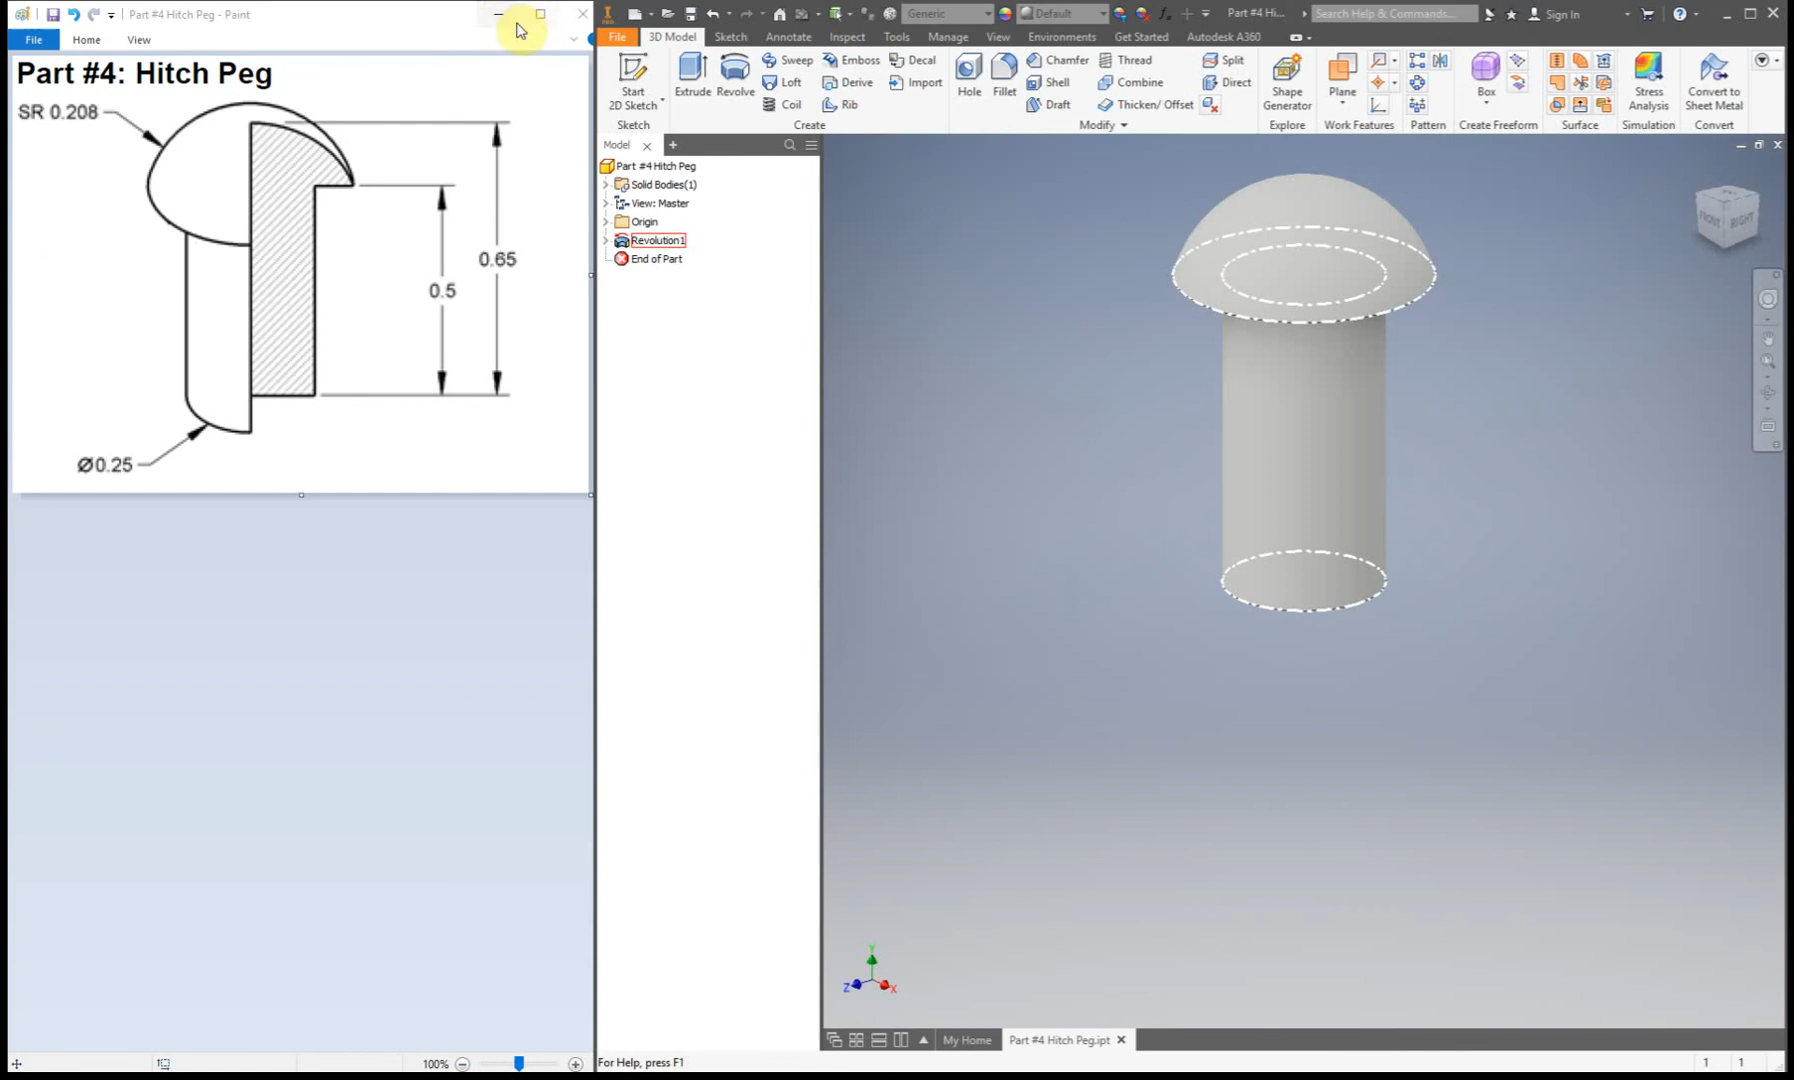 Part #4 Hitch Peg - Paint
File Home View
Part #4: Hitch Peg
SR 0.208
0.65
0.5
Ø0.25
100%
Generic Default Part #4 Hi... Search Help & Commands... Sign In
File 3D Model Sketch Annotate Inspect Tools Manage View Environments Get Started Autodesk A360
Start
2D Sketch
Extrude
Revolve
Sweep
Loft
Coil
Emboss
Derive
Rib
Decal
Import
Hole
Fillet
Chamfer
Shell
Draft
Thread
Combine
Thicken/ Offset
Split
Direct
Shape
Generator
Plane
Box
Stress
Analysis
Convert to
Sheet Metal
Sketch Create Modify Explore Work Features Pattern Create Freeform Surface Simulation Convert
Model
Part #4 Hitch Peg
Solid Bodies(1)
View: Master
Origin
Revolution1
End of Part
FRONT RIGHT
Y
Z X
My Home Part #4 Hitch Peg.ipt
For Help, press F1
1 1